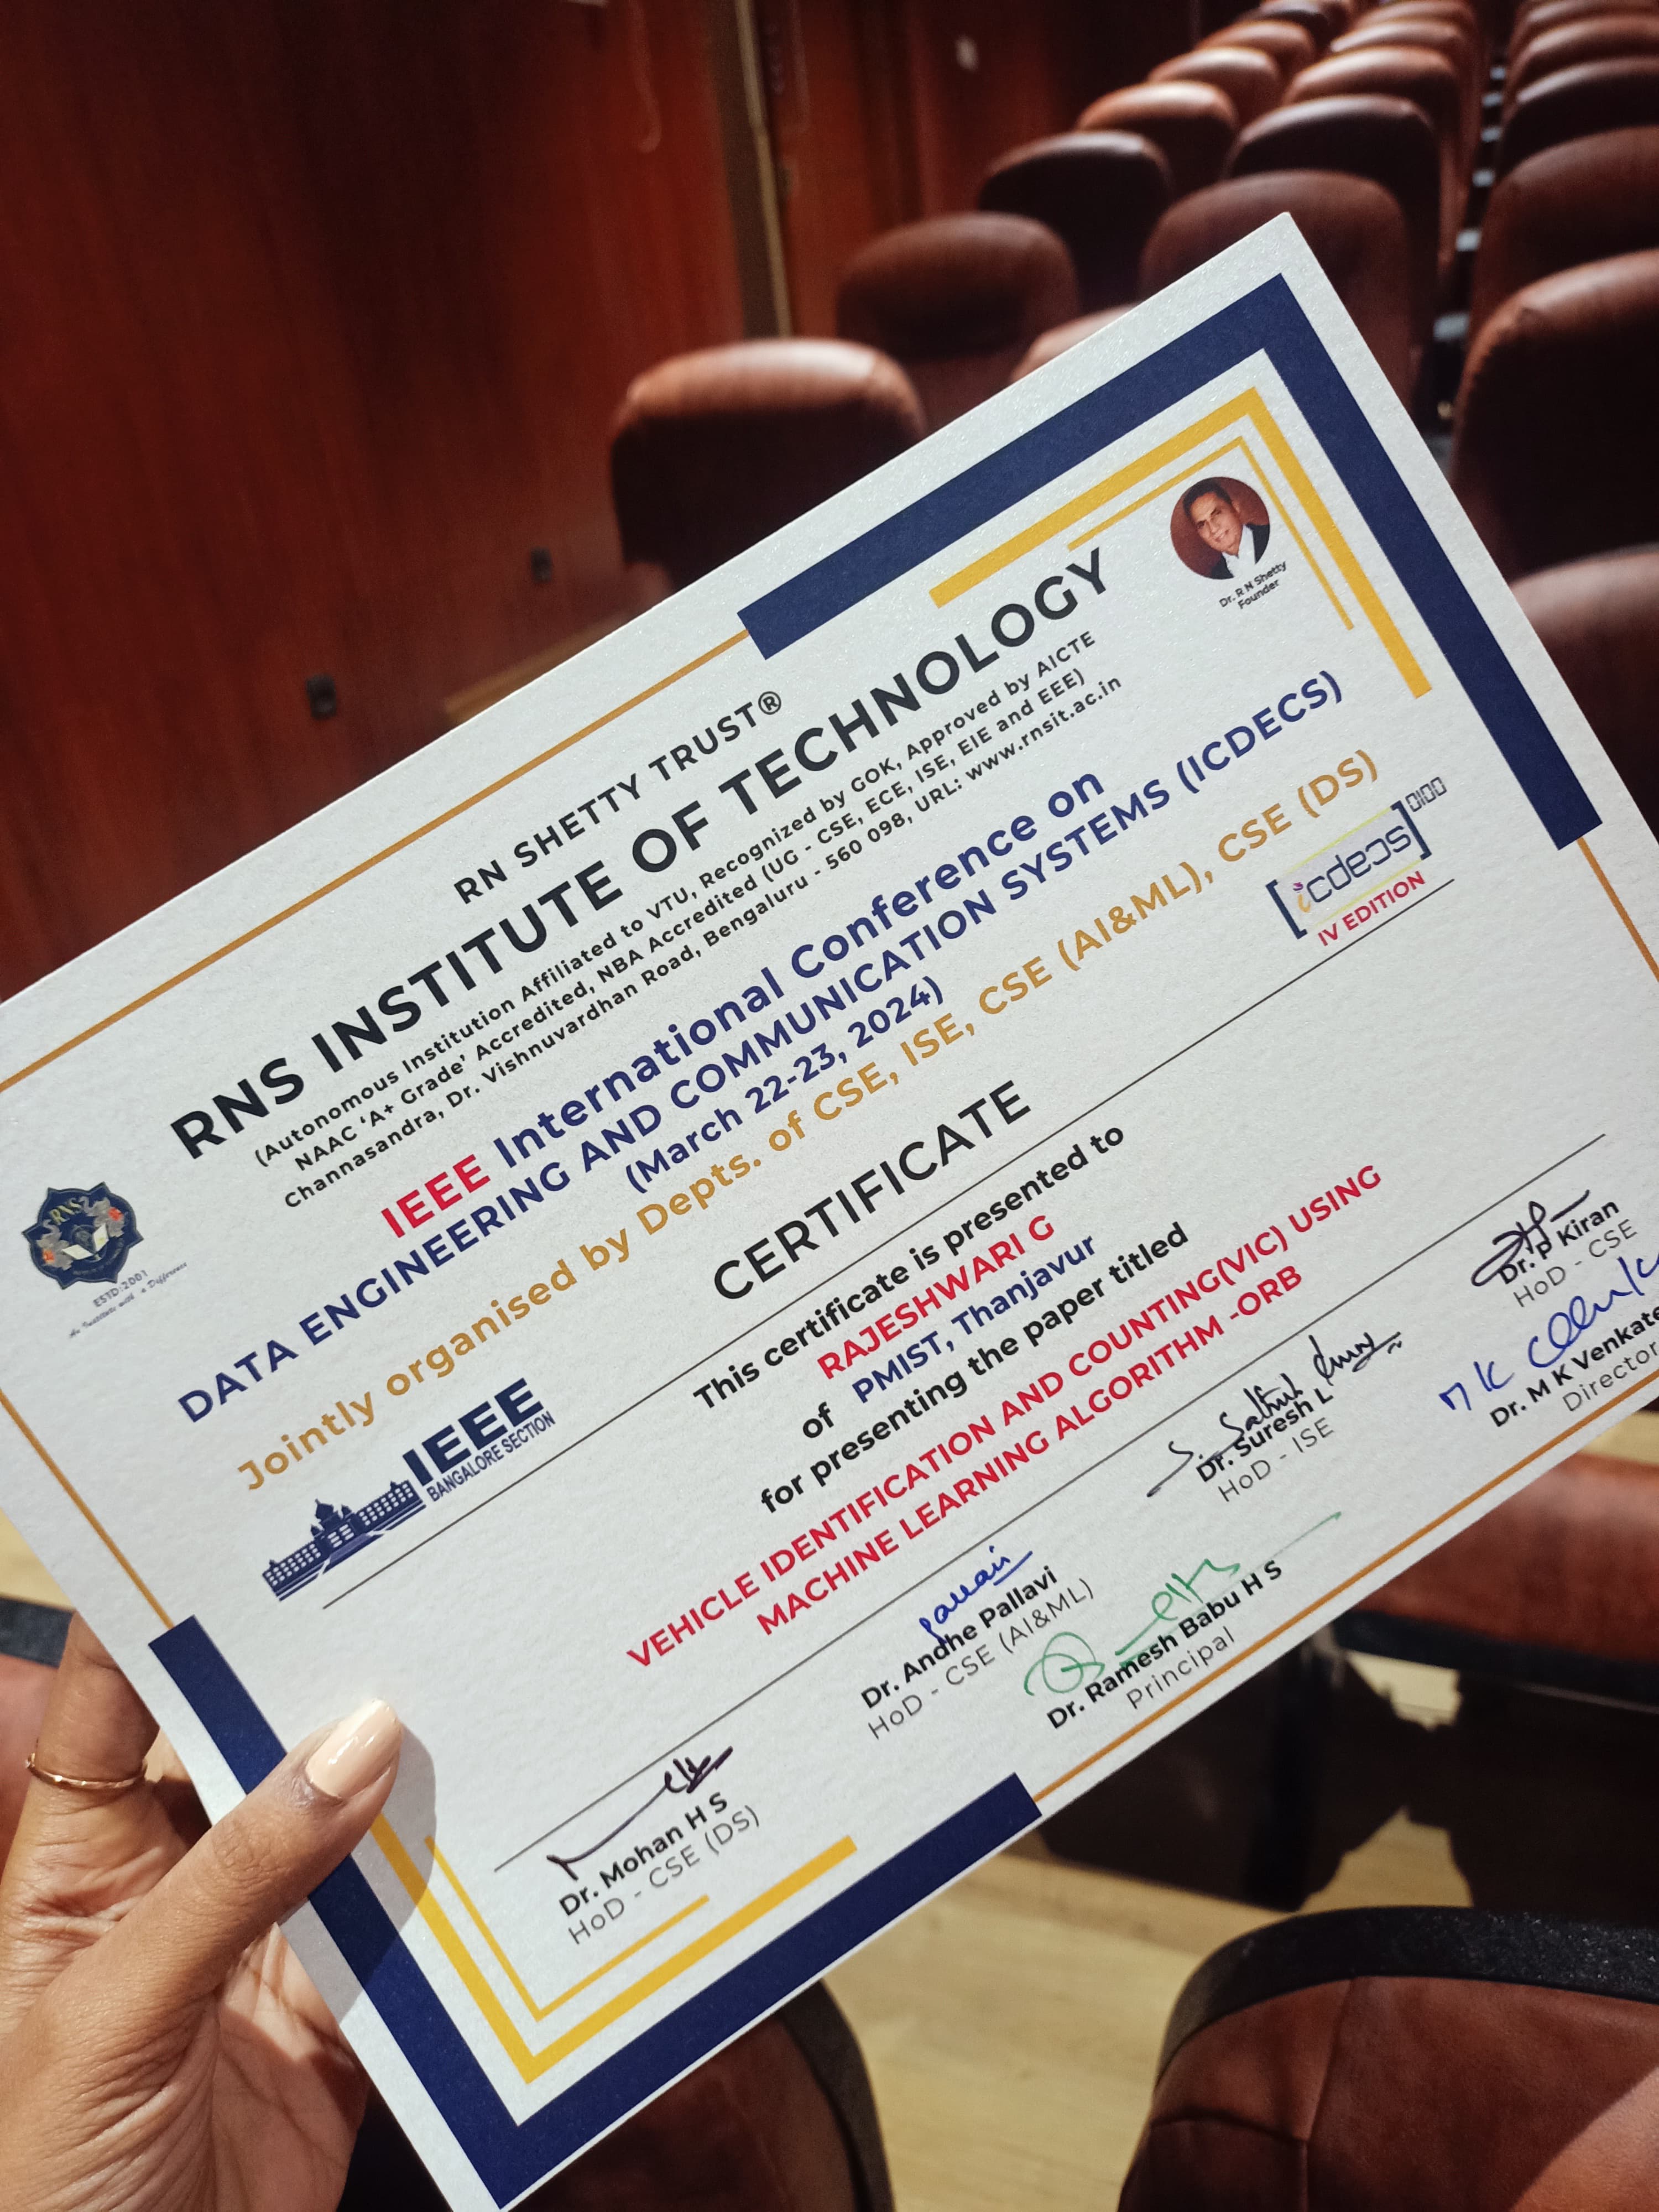 RN SHETTY TRUST®
RNS INSTITUTE OF TECHNOLOGY
(Autonomous Institution Affiliated to VTU, Recognized by GOK, Approved by AICTE
NAAC 'A+ Grade' Accredited, NBA Accredited (UG - CSE, ECE, ISE, EIE and EEE)
Channasandra, Dr. Vishnuvardhan Road, Bengaluru - 560 098, URL: www.rnsit.ac.in
Dr. R N Shetty
Founder
RNS
ESTD:2001
IEEE International Conference on
DATA ENGINEERING AND COMMUNICATION SYSTEMS (ICDECS)
(March 22-23, 2024)
Jointly organised by Depts. of CSE, ISE, CSE (AI&ML), CSE (DS)
IEEE
BANGALORE SECTION
[icdecs]0100
IV EDITION
CERTIFICATE
This certificate is presented to
RAJESHWARI G
of PMIST, Thanjavur
for presenting the paper titled
VEHICLE IDENTIFICATION AND COUNTING(VIC) USING
MACHINE LEARNING ALGORITHM -ORB
Dr. Mohan H S
HoD - CSE (DS)
Dr. Andhe Pallavi
HoD - CSE (AI&ML)
Dr. Suresh L
HoD - ISE
Dr. P Kiran
HoD - CSE
Dr. Ramesh Babu H S
Principal
Dr. M K Venkate
Director